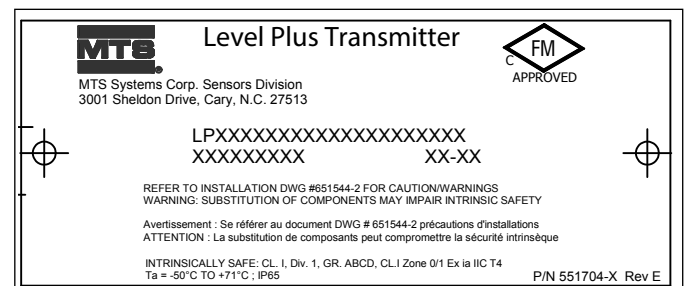 MTS
Level Plus Transmitter
FM
C
APPROVED
MTS Systems Corp. Sensors Division
3001 Sheldon Drive, Cary, N.C. 27513
LPXXXXXXXXXXXXXXXXXXXX
XXXXXXXXX XX-XX
REFER TO INSTALLATION DWG #651544-2 FOR CAUTION/WARNINGS
WARNING: SUBSTITUTION OF COMPONENTS MAY IMPAIR INTRINSIC SAFETY
Avertissement : Se référer au document DWG # 651544-2 précautions d'installations
ATTENTION : La substitution de composants peut compromettre la sécurité intrinsèque
INTRINSICALLY SAFE: CL. I, Div. 1, GR. ABCD, CL.I Zone 0/1 Ex ia IIC T4
Ta = -50°C TO +71°C ; IP65
P/N 551704-X Rev E